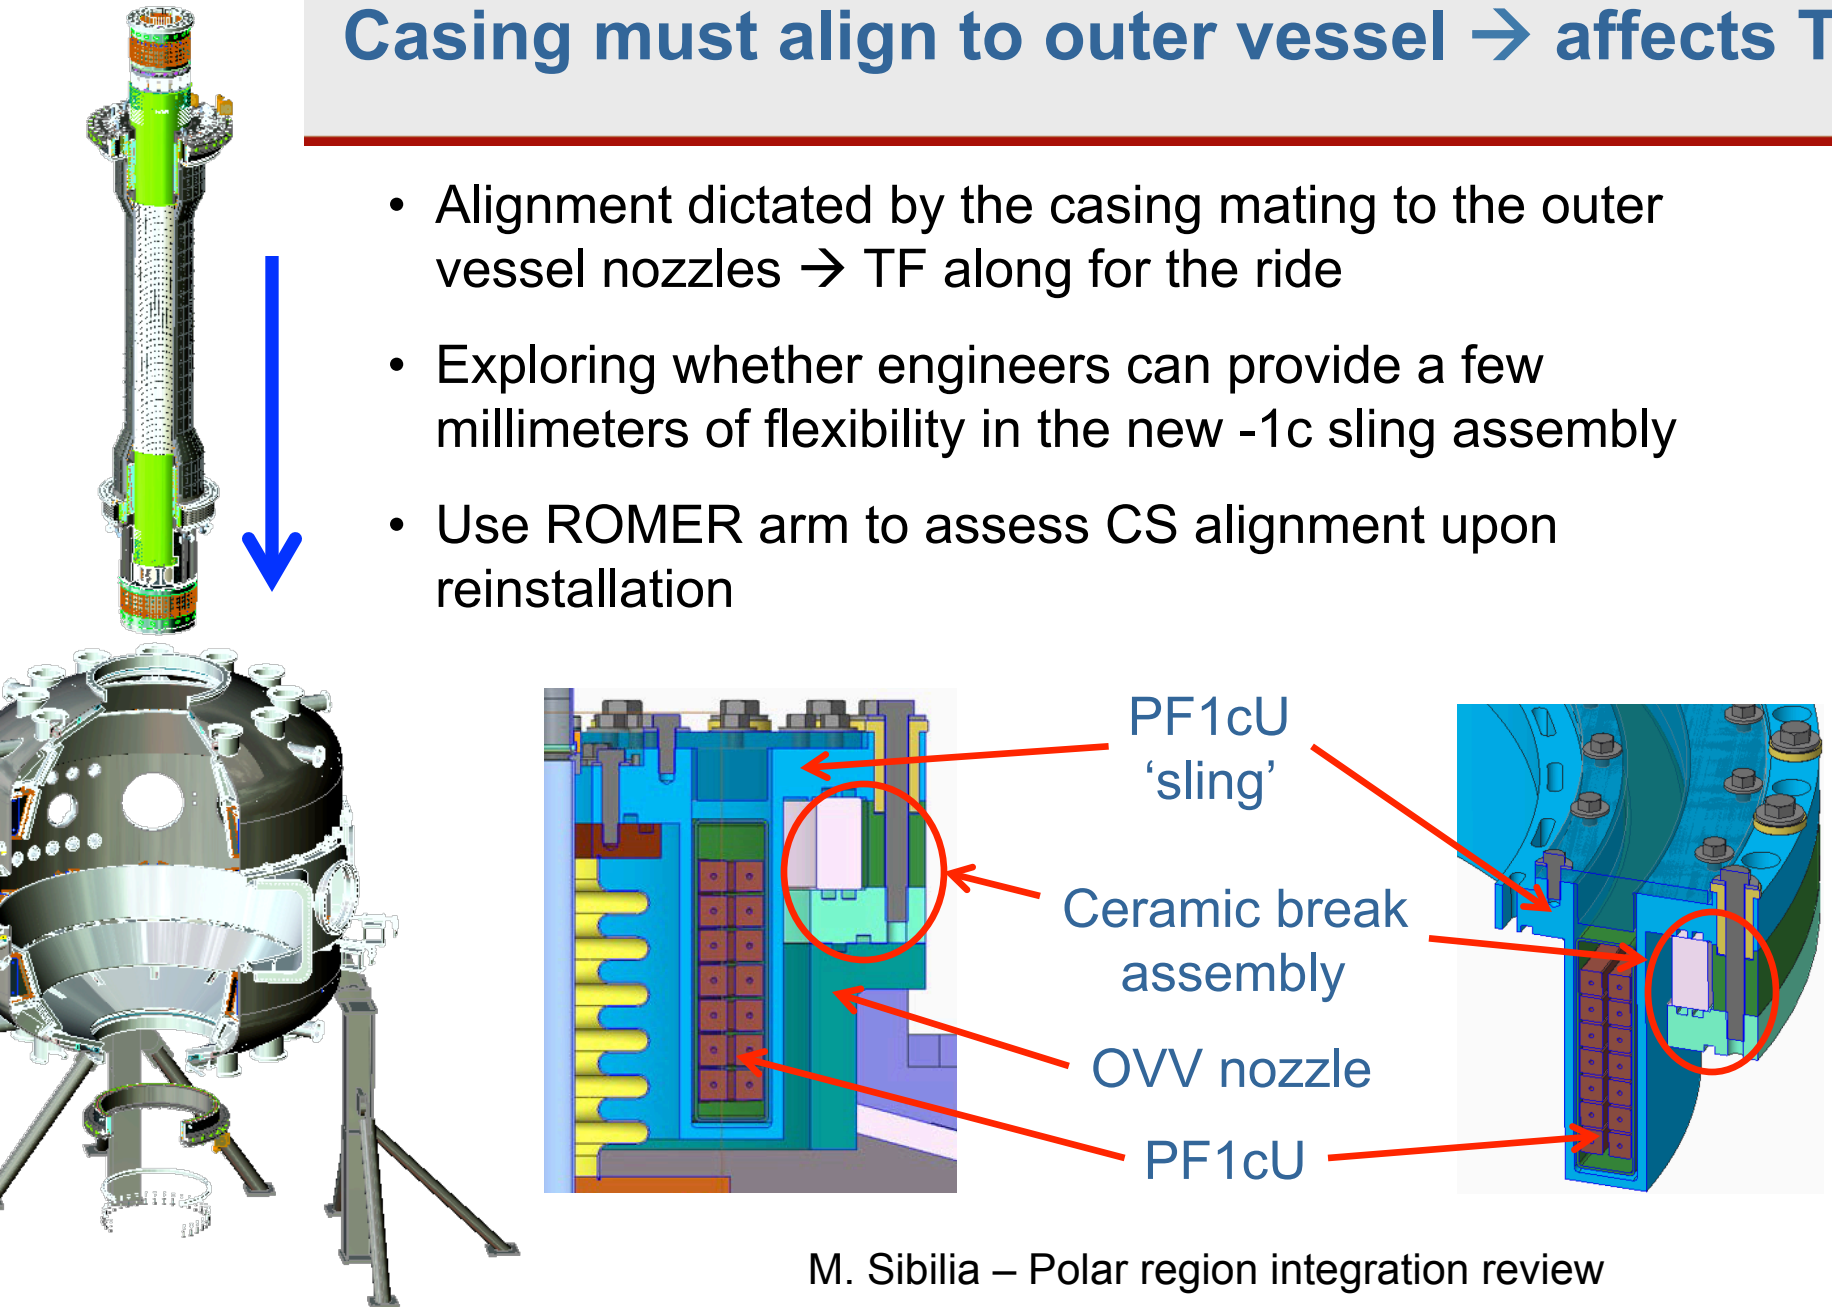 Casing must align to outer vessel → affects T
• Alignment dictated by the casing mating to the outer
vessel nozzles → TF along for the ride
• Exploring whether engineers can provide a few
millimeters of flexibility in the new -1c sling assembly
• Use ROMER arm to assess CS alignment upon
reinstallation
PF1cU
‘sling’
Ceramic break
assembly
OVV nozzle
PF1cU
M. Sibilia – Polar region integration review